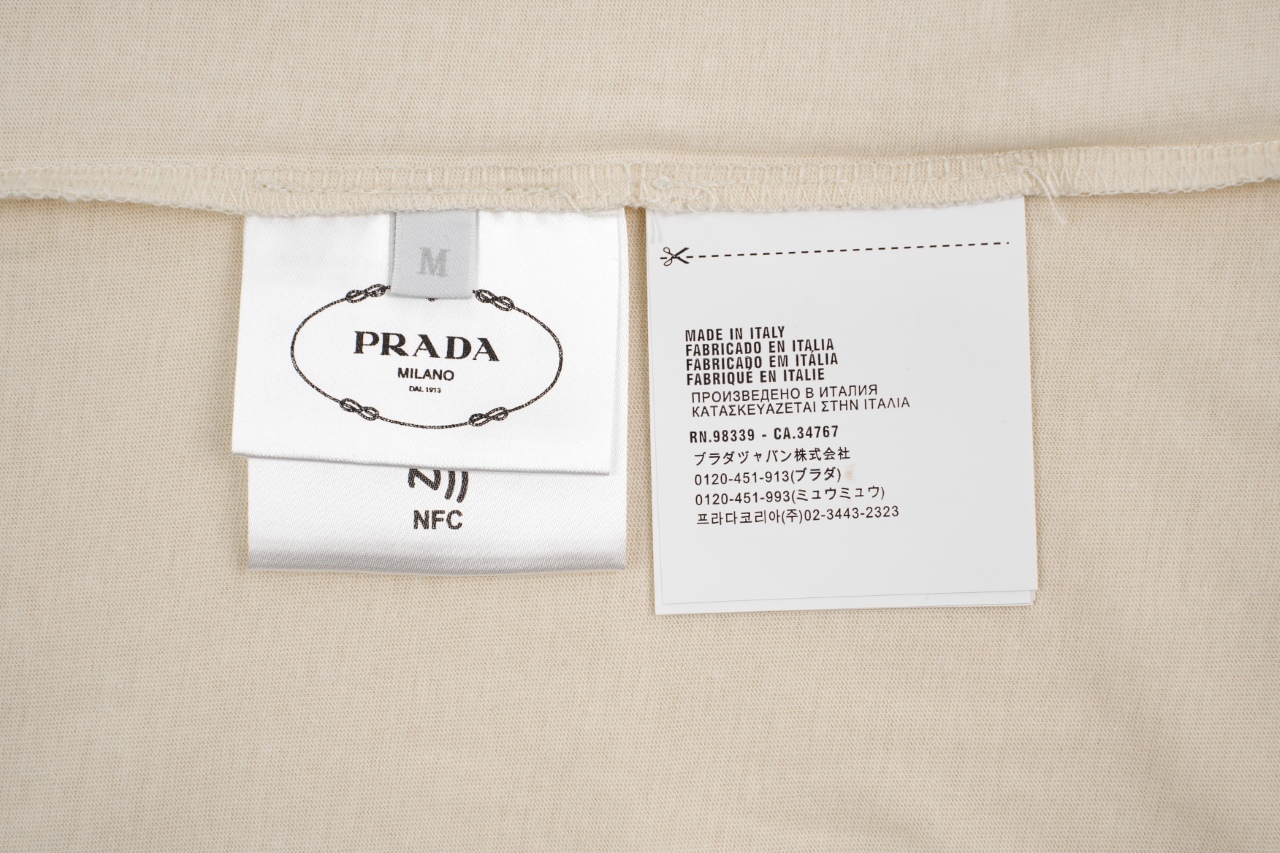 M
PRADA
MILANO
DAL 1913
NFC
MADE IN ITALY
FABRICADO EN ITALIA
FABRICADO EM ITÁLIA
FABRIQUÉ EN ITALIE
ПРОИЗВЕДЕНО В ИТАЛИЯ
ΚΑΤΑΣΚΕΥΑΖΕΤΑΙ ΣΤΗΝ ΙΤΑΛΙΑ
RN.98339 - CA.34767
プラダジャパン株式会社
0120-451-913(プラダ)
0120-451-993(ミュウミュウ)
프라다코리아(주)02-3443-2323